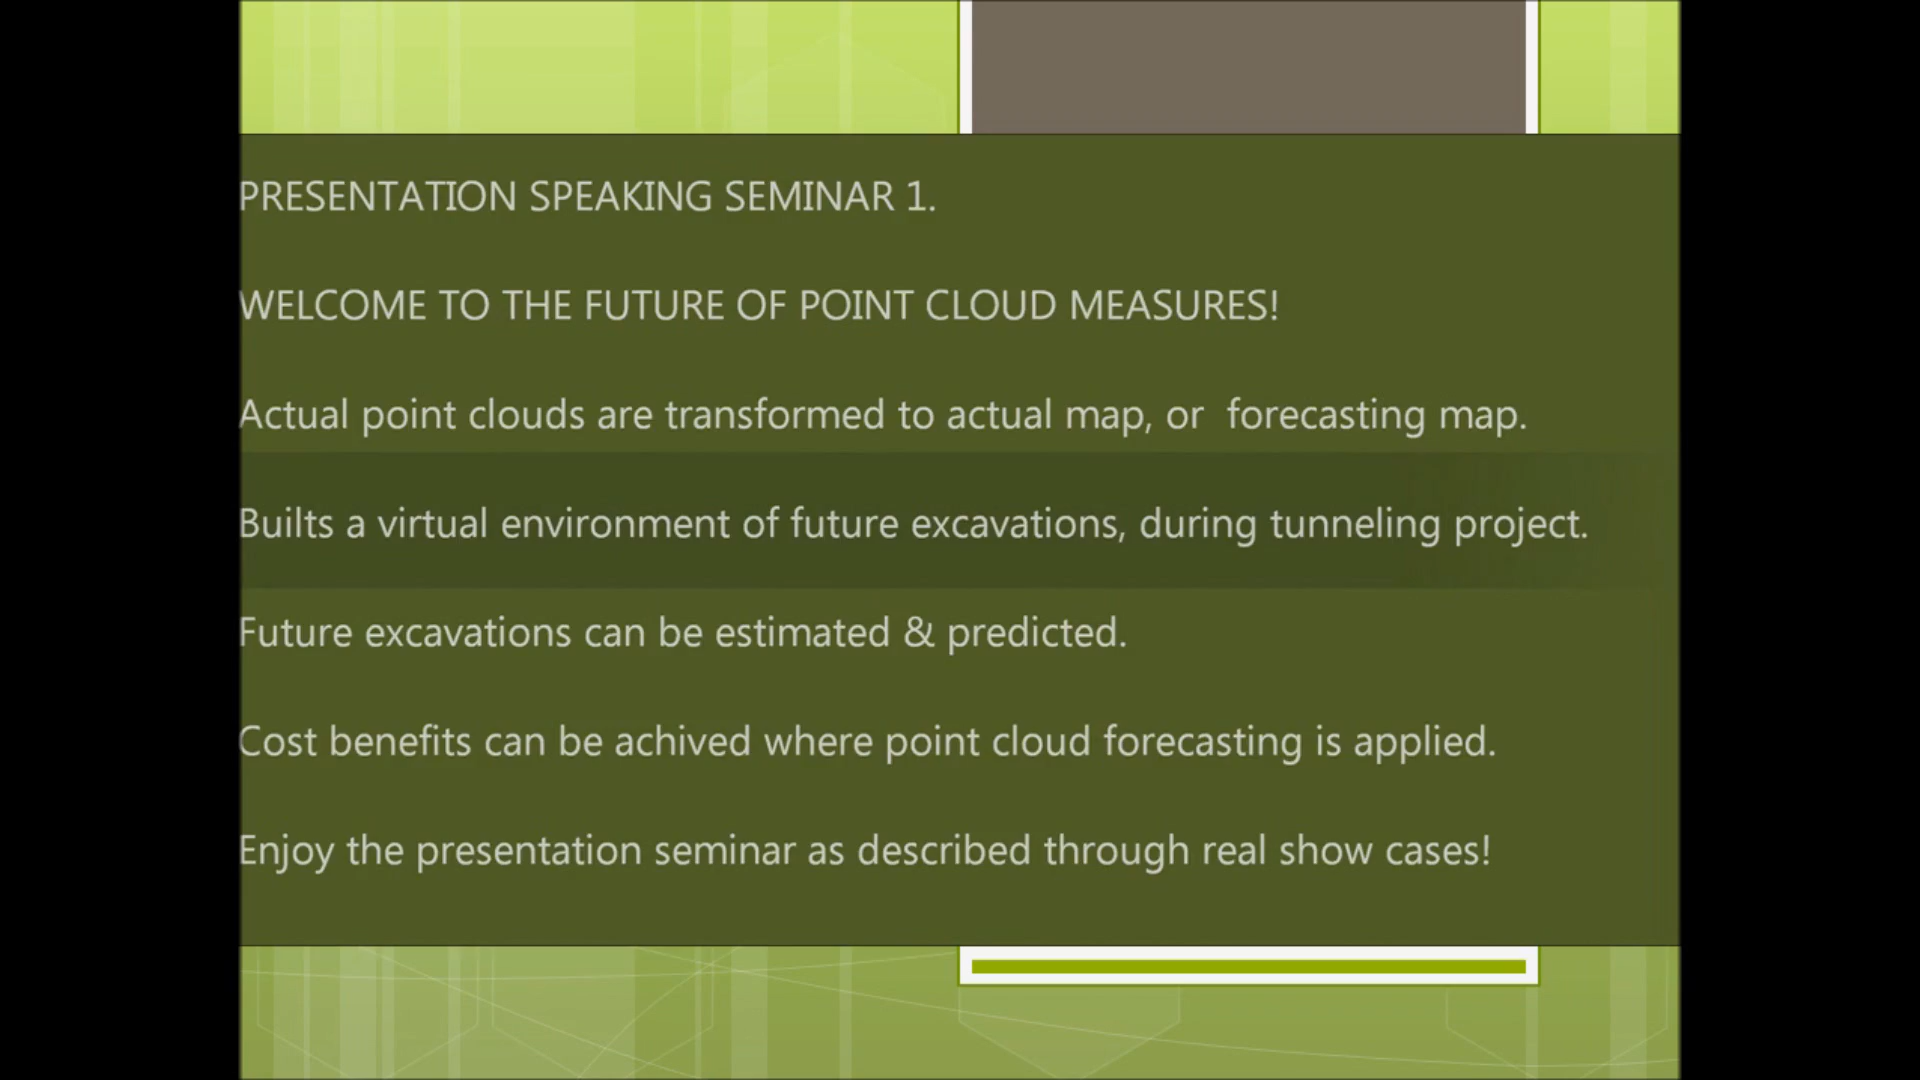 PRESENTATION SPEAKING SEMINAR 1.
WELCOME TO THE FUTURE OF POINT CLOUD MEASURES!
Actual point clouds are transformed to actual map, or  forecasting map.
Builts a virtual environment of future excavations, during tunneling project.
Future excavations can be estimated & predicted.
Cost benefits can be achived where point cloud forecasting is applied.
Enjoy the presentation seminar as described through real show cases!